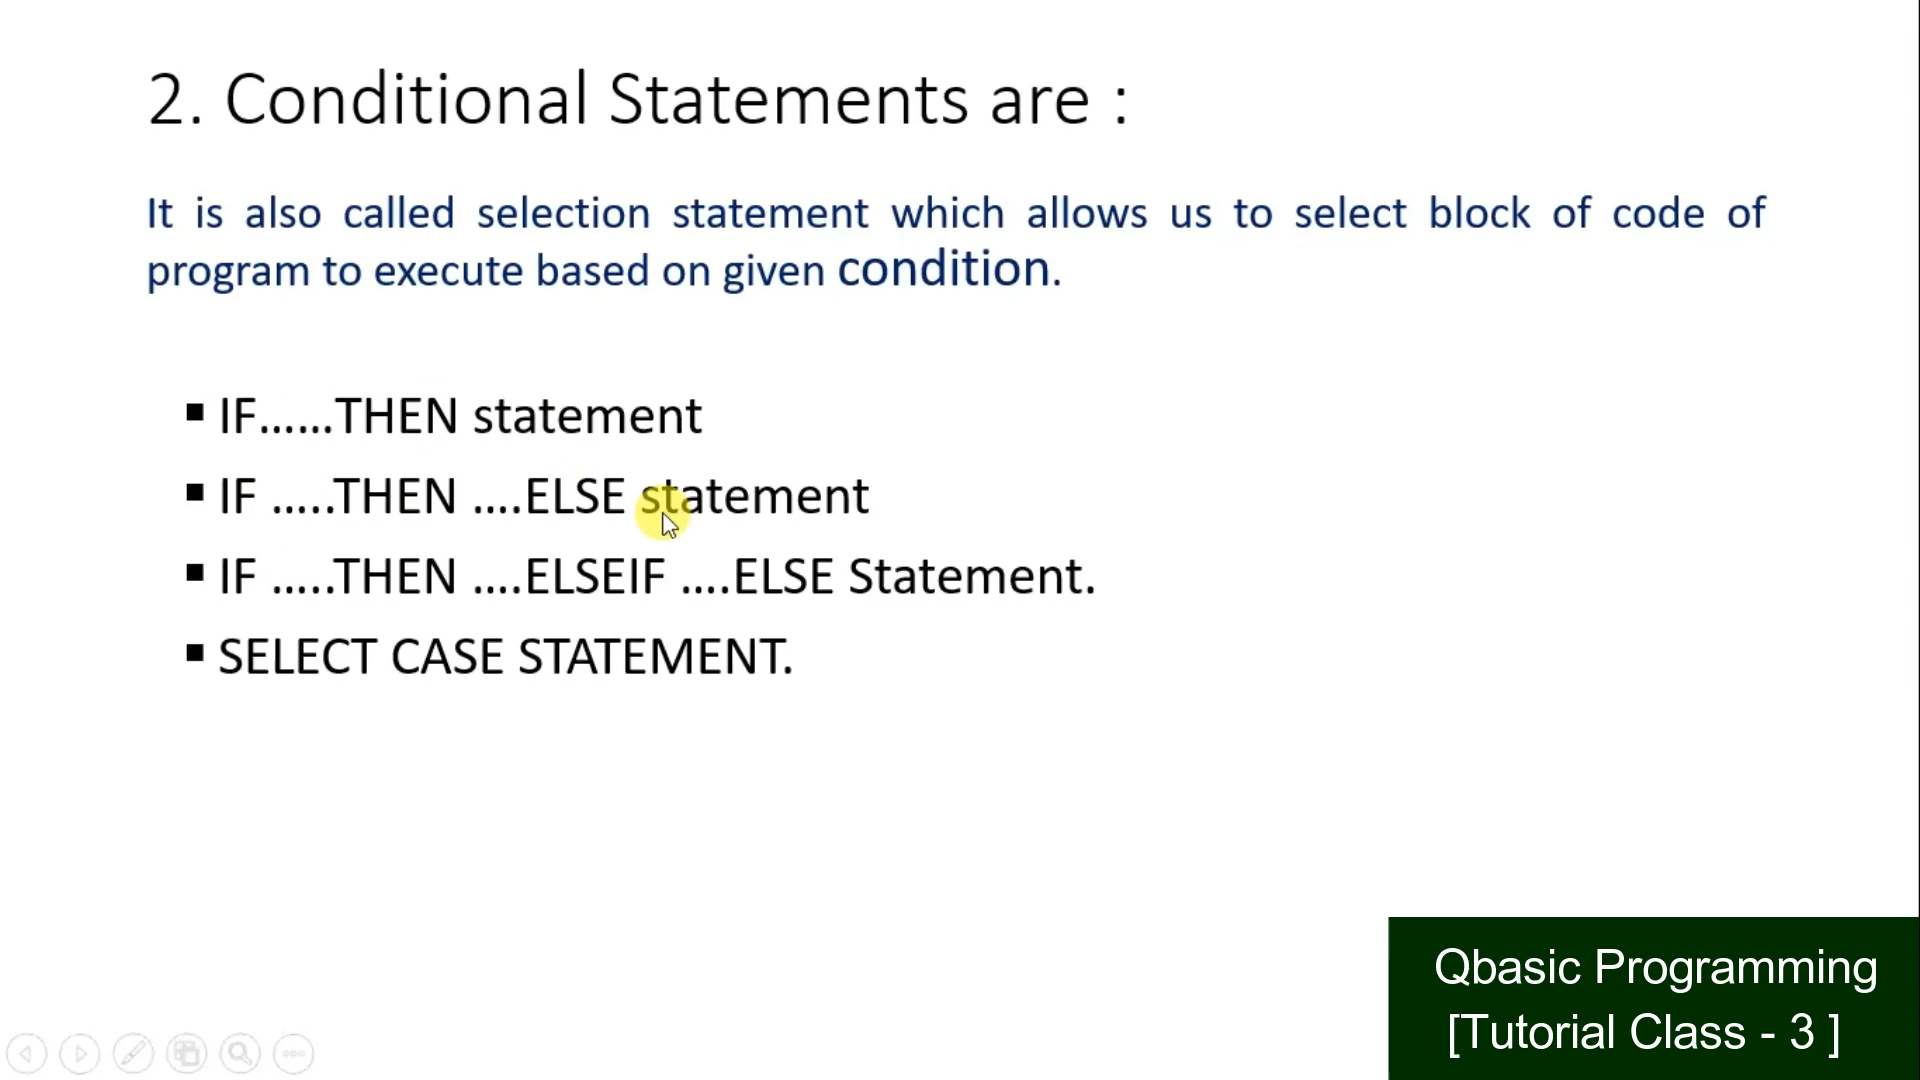 2. Conditional Statements are :
It is also called selection statement which allows us to select block of code of
program to execute based on given condition.
▪ IF......THEN statement
▪ IF .....THEN ....ELSE statement
▪ IF .....THEN ....ELSEIF ....ELSE Statement.
▪ SELECT CASE STATEMENT.
Qbasic Programming
[Tutorial Class - 3 ]